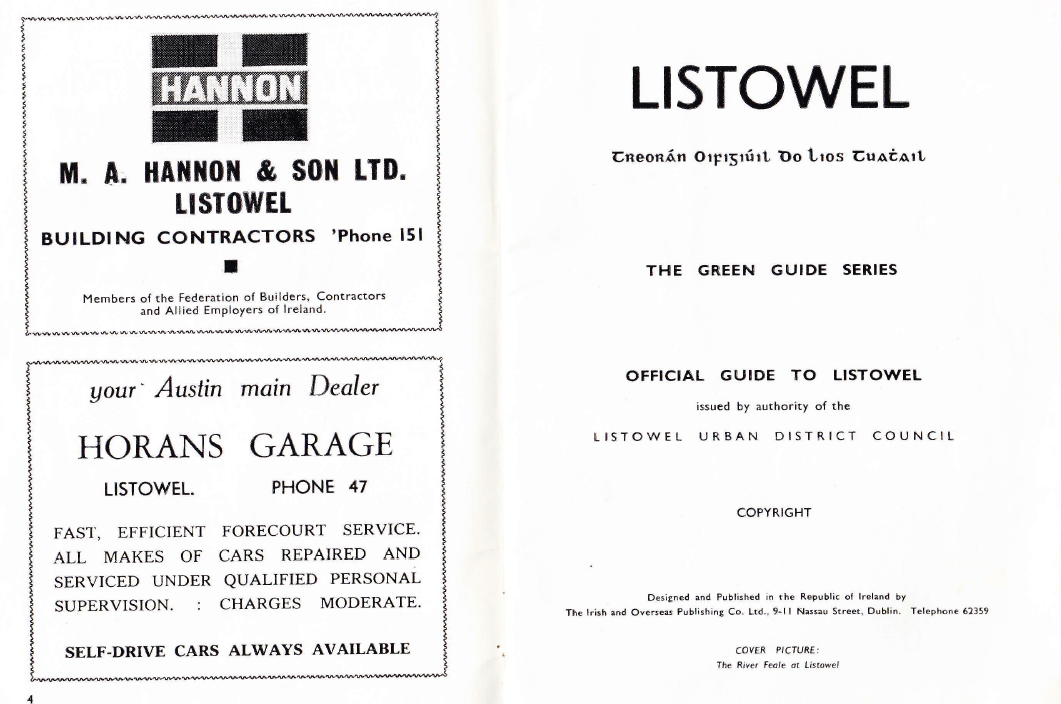 HANNON
M. A. HANNON & SON LTD.
LISTOWEL
BUILDING CONTRACTORS 'Phone 151
Members of the Federation of Builders, Contractors
and Allied Employers of Ireland.
your Austin main Dealer
HORANS GARAGE
LISTOWEL. PHONE 47
FAST, EFFICIENT FORECOURT SERVICE.
ALL MAKES OF CARS REPAIRED AND
SERVICED UNDER QUALIFIED PERSONAL
SUPERVISION. : CHARGES MODERATE.
SELF-DRIVE CARS ALWAYS AVAILABLE
4
LISTOWEL
Treorán Oifigiúil Do Lios Tuaċail
THE GREEN GUIDE SERIES
OFFICIAL GUIDE TO LISTOWEL
issued by authority of the
LISTOWEL URBAN DISTRICT COUNCIL
COPYRIGHT
Designed and Published in the Republic of Ireland by
The Irish and Overseas Publishing Co. Ltd., 9-11 Nassau Street, Dublin. Telephone 62359
COVER PICTURE:
The River Feale at Listowel